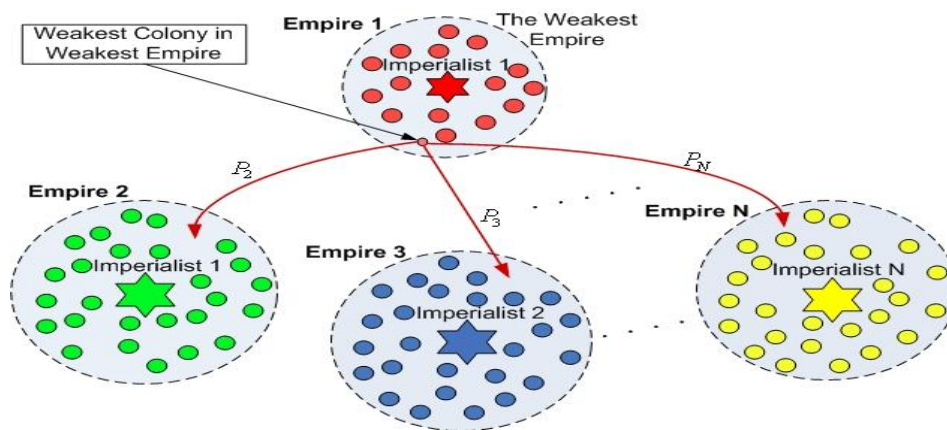 Empire 1
The Weakest
Empire
Weakest Colony in
Weakest Empire
Imperialist 1
P2
P3
PN
Empire 2
Imperialist 1
Empire 3
Imperialist 2
Empire N
Imperialist N